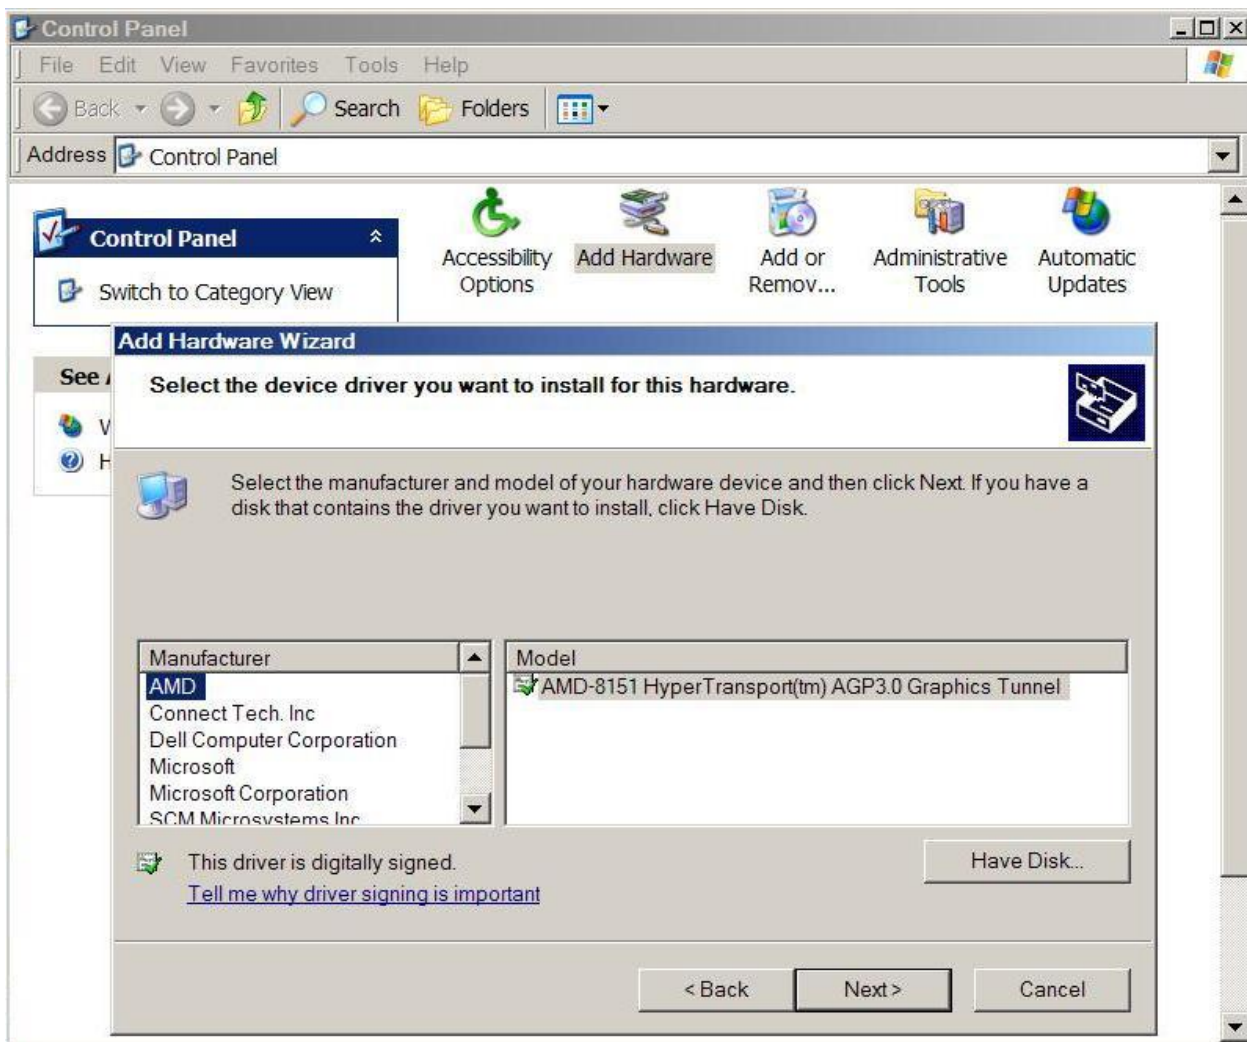 Control Panel
File Edit View Favorites Tools Help
Back Search Folders
Address Control Panel
Control Panel
Switch to Category View
Accessibility Options
Add Hardware
Add or Remov...
Administrative Tools
Automatic Updates
See
Add Hardware Wizard
Select the device driver you want to install for this hardware.
Select the manufacturer and model of your hardware device and then click Next. If you have a
disk that contains the driver you want to install, click Have Disk.
Manufacturer
AMD
Connect Tech. Inc
Dell Computer Corporation
Microsoft
Microsoft Corporation
SCM Microsystems Inc
Model
AMD-8151 HyperTransport(tm) AGP3.0 Graphics Tunnel
This driver is digitally signed.
Tell me why driver signing is important
Have Disk...
< Back
Next >
Cancel